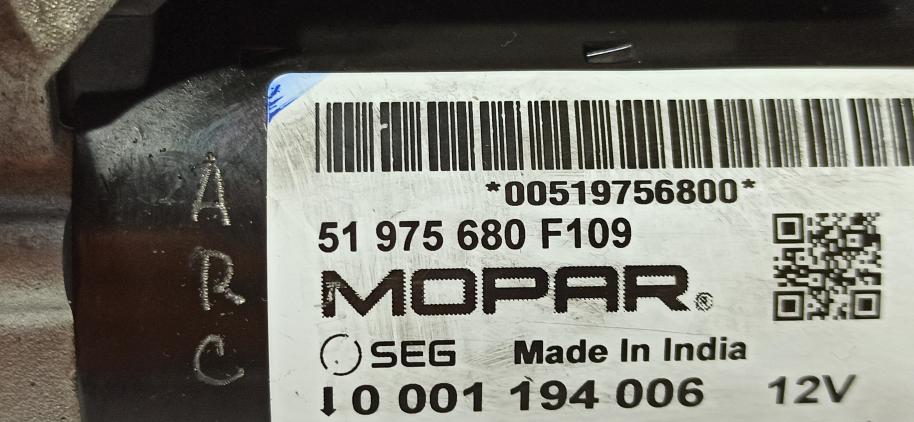 *00519756800*
51 975 680 F109
MOPAR®
SEG Made In India
0 001 194 006 12V
A
R
C